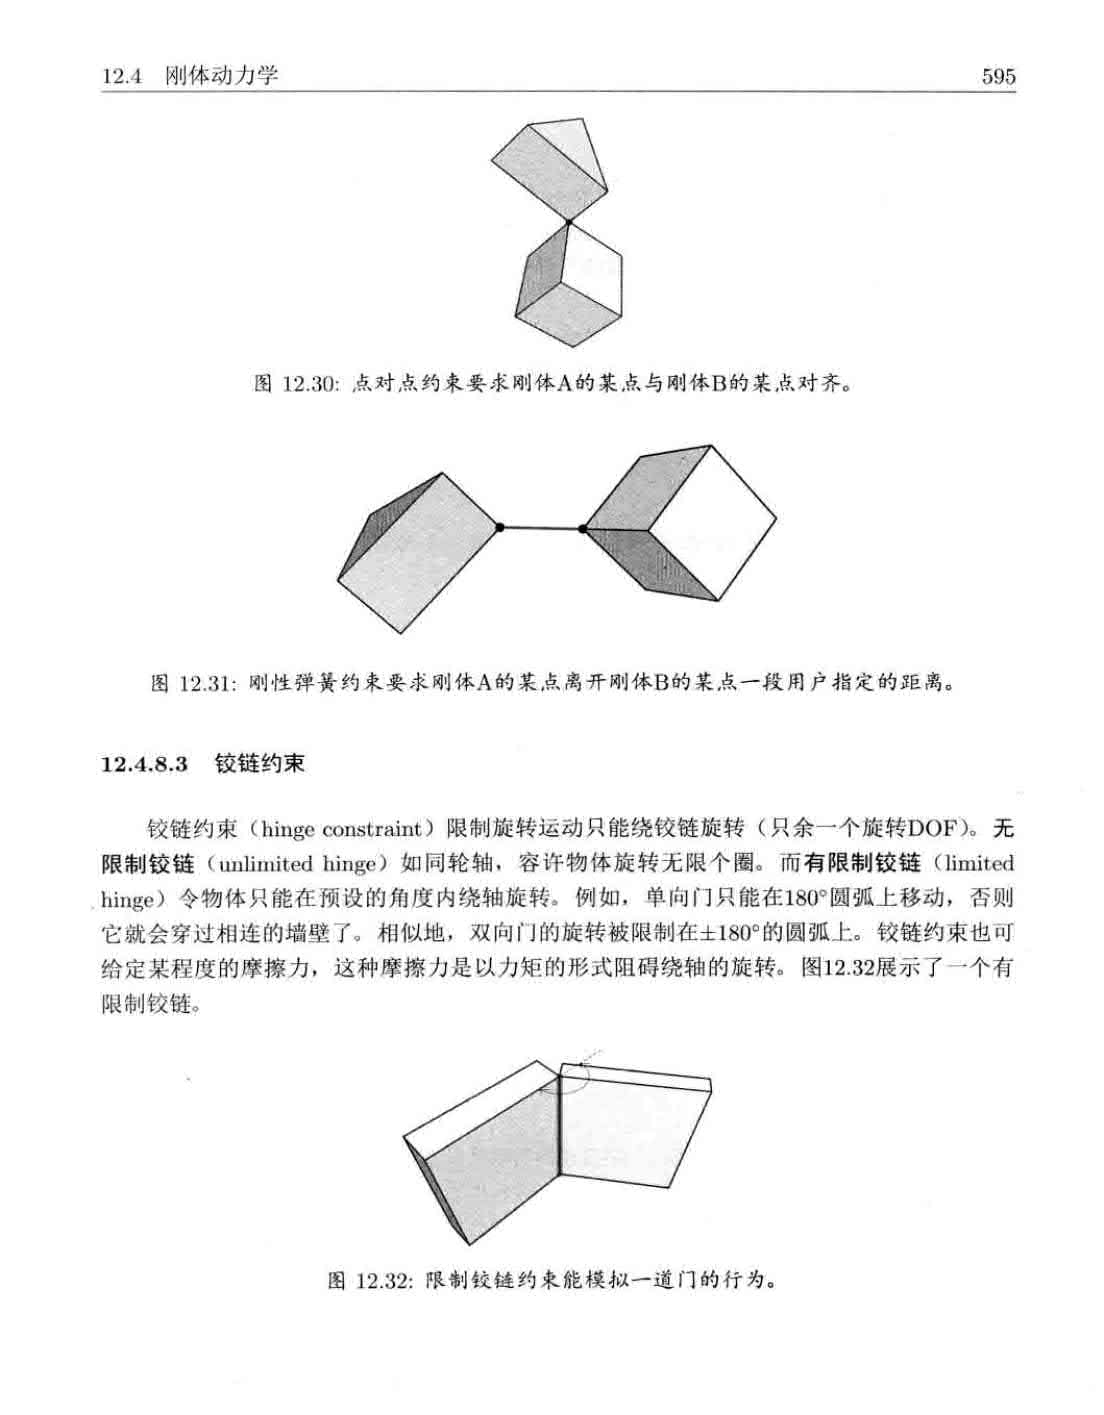 12.4 刚体动力学 595
图 12.30: 点对点约束要求刚体A的某点与刚体B的某点对齐。
图 12.31: 刚性弹簧约束要求刚体A的某点离开刚体B的某点一段用户指定的距离。
12.4.8.3 铰链约束
铰链约束（hinge constraint）限制旋转运动只能绕铰链旋转（只余一个旋转DOF）。无
限制铰链（unlimited hinge）如同轮轴，容许物体旋转无限个圈。而有限制铰链（limited
hinge）令物体只能在预设的角度内绕轴旋转。例如，单向门只能在180°圆弧上移动，否则
它就会穿过相连的墙壁了。相似地，双向门的旋转被限制在±180°的圆弧上。铰链约束也可
给定某程度的摩擦力，这种摩擦力是以力矩的形式阻碍绕轴的旋转。图12.32展示了一个有
限制铰链。
图 12.32: 限制铰链约束能模拟一道门的行为。